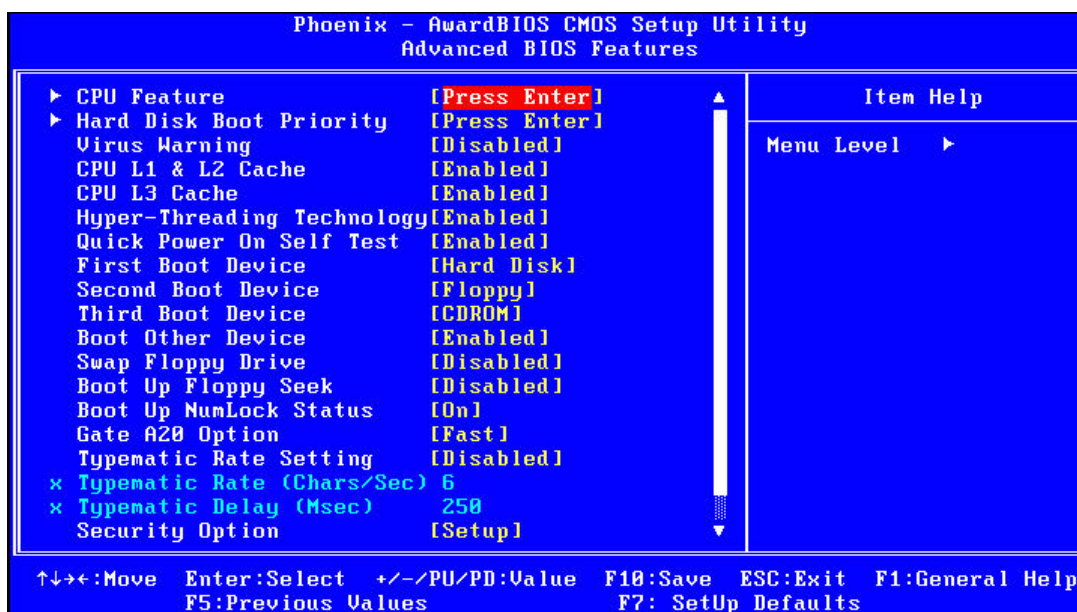 Phoenix - AwardBIOS CMOS Setup Utility
Advanced BIOS Features
► CPU Feature [Press Enter]
► Hard Disk Boot Priority [Press Enter]
Virus Warning [Disabled]
CPU L1 & L2 Cache [Enabled]
CPU L3 Cache [Enabled]
Hyper-Threading Technology[Enabled]
Quick Power On Self Test [Enabled]
First Boot Device [Hard Disk]
Second Boot Device [Floppy]
Third Boot Device [CDROM]
Boot Other Device [Enabled]
Swap Floppy Drive [Disabled]
Boot Up Floppy Seek [Disabled]
Boot Up NumLock Status [On]
Gate A20 Option [Fast]
Typematic Rate Setting [Disabled]
x Typematic Rate (Chars/Sec) 6
x Typematic Delay (Msec) 250
Security Option [Setup]
Item Help
Menu Level ►
↑↓→←:Move Enter:Select +/-/PU/PD:Value F10:Save ESC:Exit F1:General Help
F5:Previous Values F7: SetUp Defaults